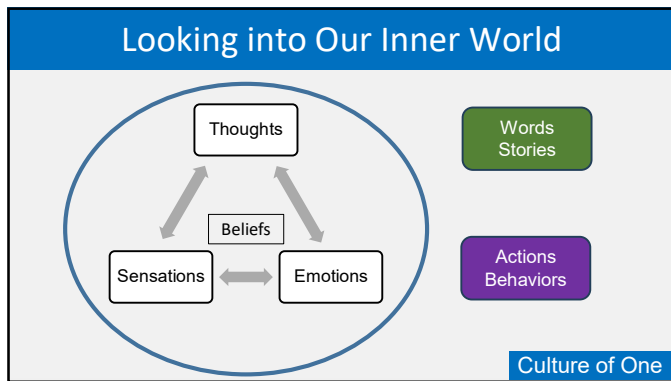 Looking into Our Inner World
Thoughts
Words
Stories
Beliefs
Sensations
Emotions
Actions
Behaviors
Culture of One